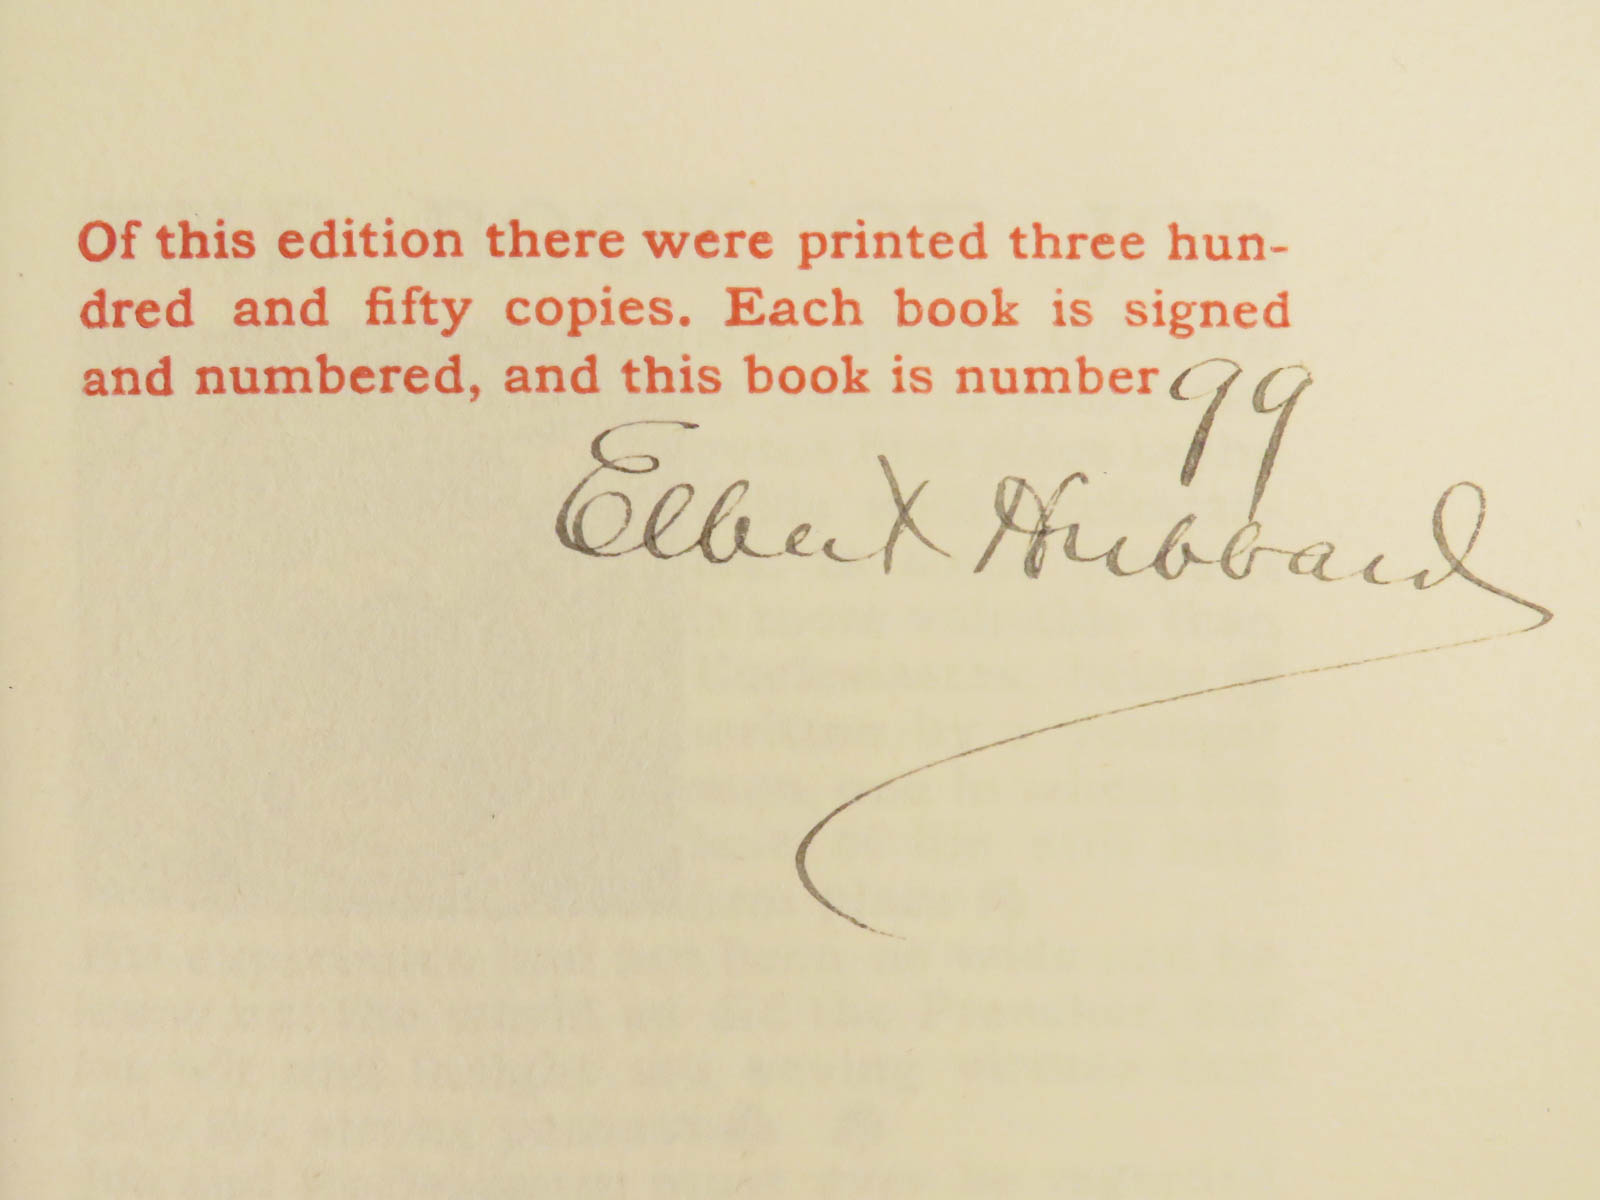 Of this edition there were printed three hun-
dred and fifty copies. Each book is signed
and numbered, and this book is number 99
Elbert Hubbard